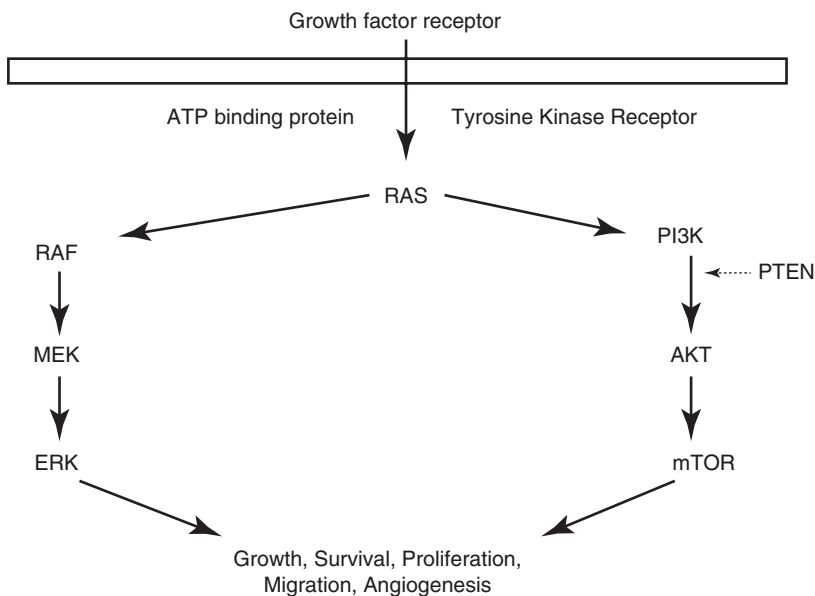 Growth factor receptor
ATP binding protein
Tyrosine Kinase Receptor
RAS
RAF
PI3K
PTEN
MEK
AKT
ERK
mTOR
Growth, Survival, Proliferation,
Migration, Angiogenesis